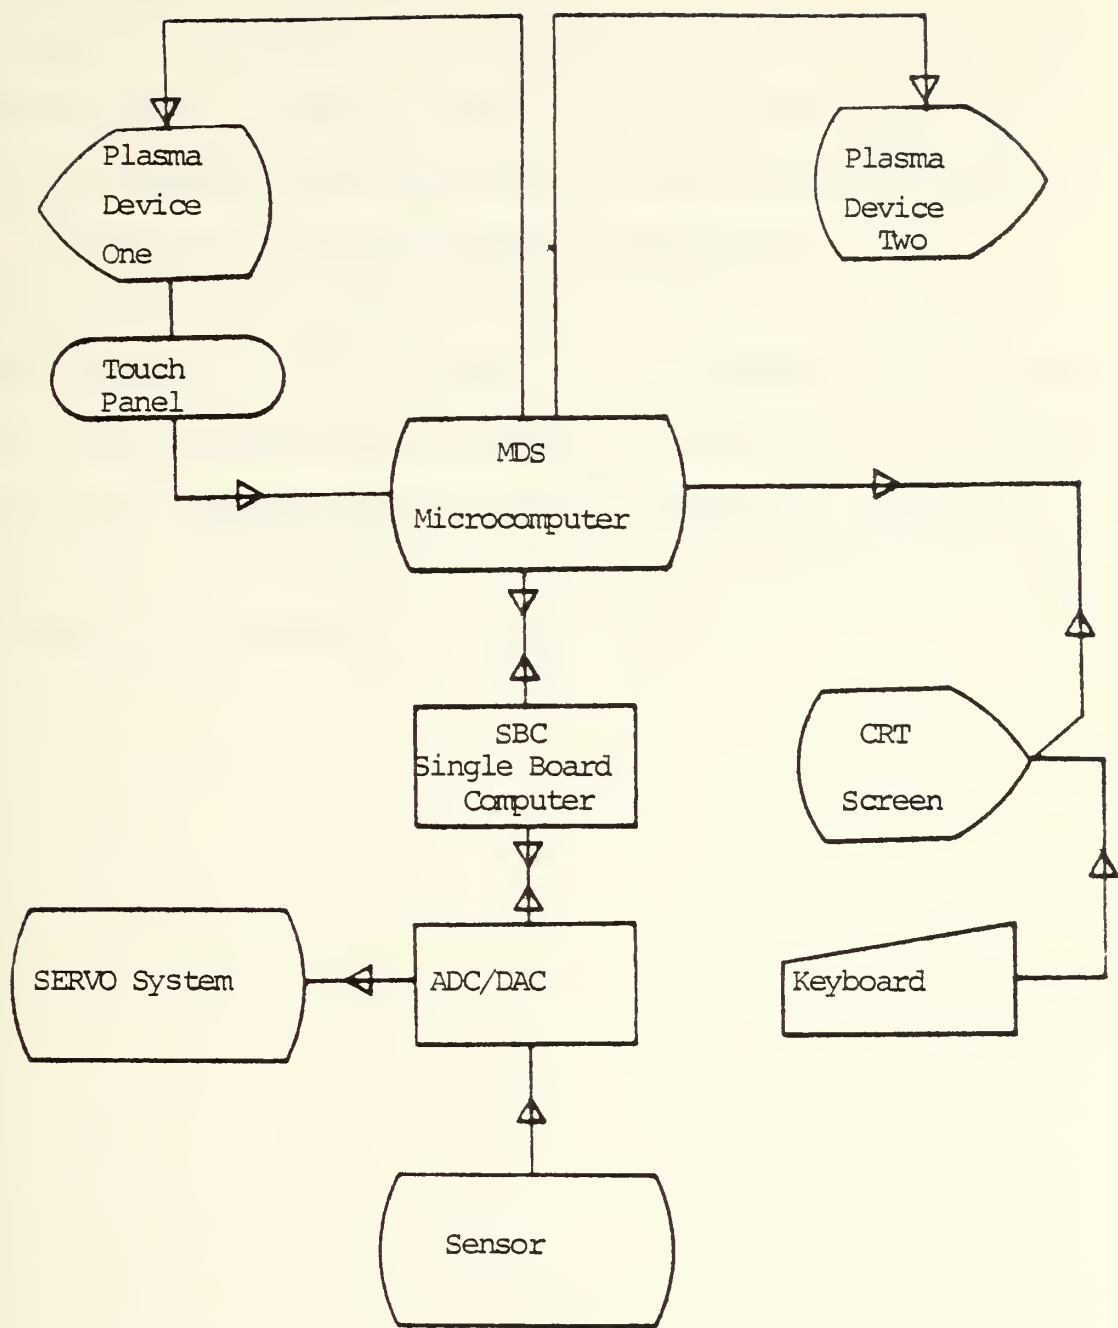 Plasma
Device
One
Plasma
Device
Two
Touch
Panel
MDS
Microcomputer
SBC
Single Board
Computer
CRT
Screen
SERVO System
ADC/DAC
Keyboard
Sensor